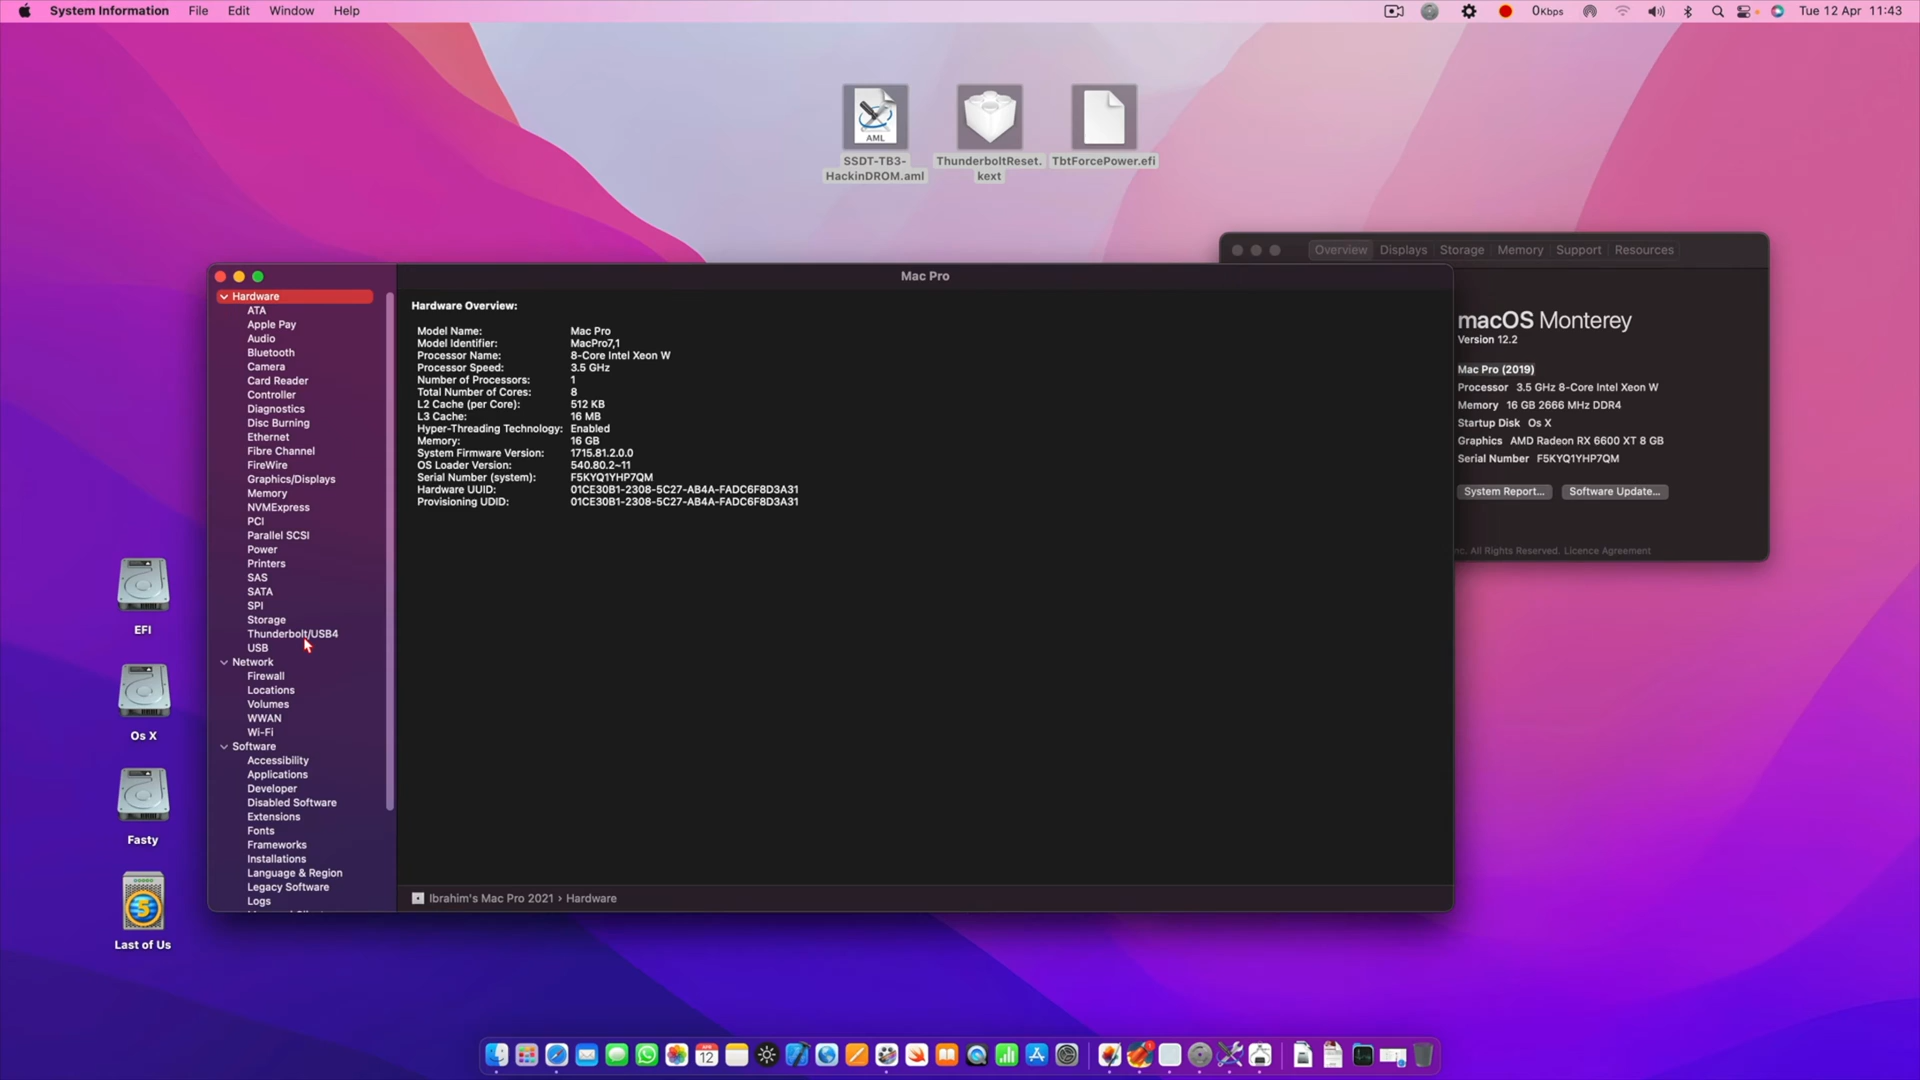 System Information File Edit Window Help
0Kbps Tue 12 Apr 11:43
AML
SSDT-TB3-
HackinDROM.aml
ThunderboltReset.
kext
TbtForcePower.efi
Overview Displays Storage Memory Support Resources
macOS Monterey
Version 12.2
Mac Pro (2019)
Processor 3.5 GHz 8-Core Intel Xeon W
Memory 16 GB 2666 MHz DDR4
Startup Disk Os X
Graphics AMD Radeon RX 6600 XT 8 GB
Serial Number F5KYQ1YHP7QM
System Report... Software Update...
nc. All Rights Reserved. Licence Agreement
Mac Pro
Hardware
ATA
Apple Pay
Audio
Bluetooth
Camera
Card Reader
Controller
Diagnostics
Disc Burning
Ethernet
Fibre Channel
FireWire
Graphics/Displays
Memory
NVMExpress
PCI
Parallel SCSI
Power
Printers
SAS
SATA
SPI
Storage
Thunderbolt/USB4
USB
Network
Firewall
Locations
Volumes
WWAN
Wi-Fi
Software
Accessibility
Applications
Developer
Disabled Software
Extensions
Fonts
Frameworks
Installations
Language & Region
Legacy Software
Logs
Hardware Overview:
Model Name: Mac Pro
Model Identifier: MacPro7,1
Processor Name: 8-Core Intel Xeon W
Processor Speed: 3.5 GHz
Number of Processors: 1
Total Number of Cores: 8
L2 Cache (per Core): 512 KB
L3 Cache: 16 MB
Hyper-Threading Technology: Enabled
Memory: 16 GB
System Firmware Version: 1715.81.2.0.0
OS Loader Version: 540.80.2~11
Serial Number (system): F5KYQ1YHP7QM
Hardware UUID: 01CE30B1-2308-5C27-AB4A-FADC6F8D3A31
Provisioning UDID: 01CE30B1-2308-5C27-AB4A-FADC6F8D3A31
Ibrahim's Mac Pro 2021 › Hardware
EFI
Os X
Fasty
5
Last of Us
12